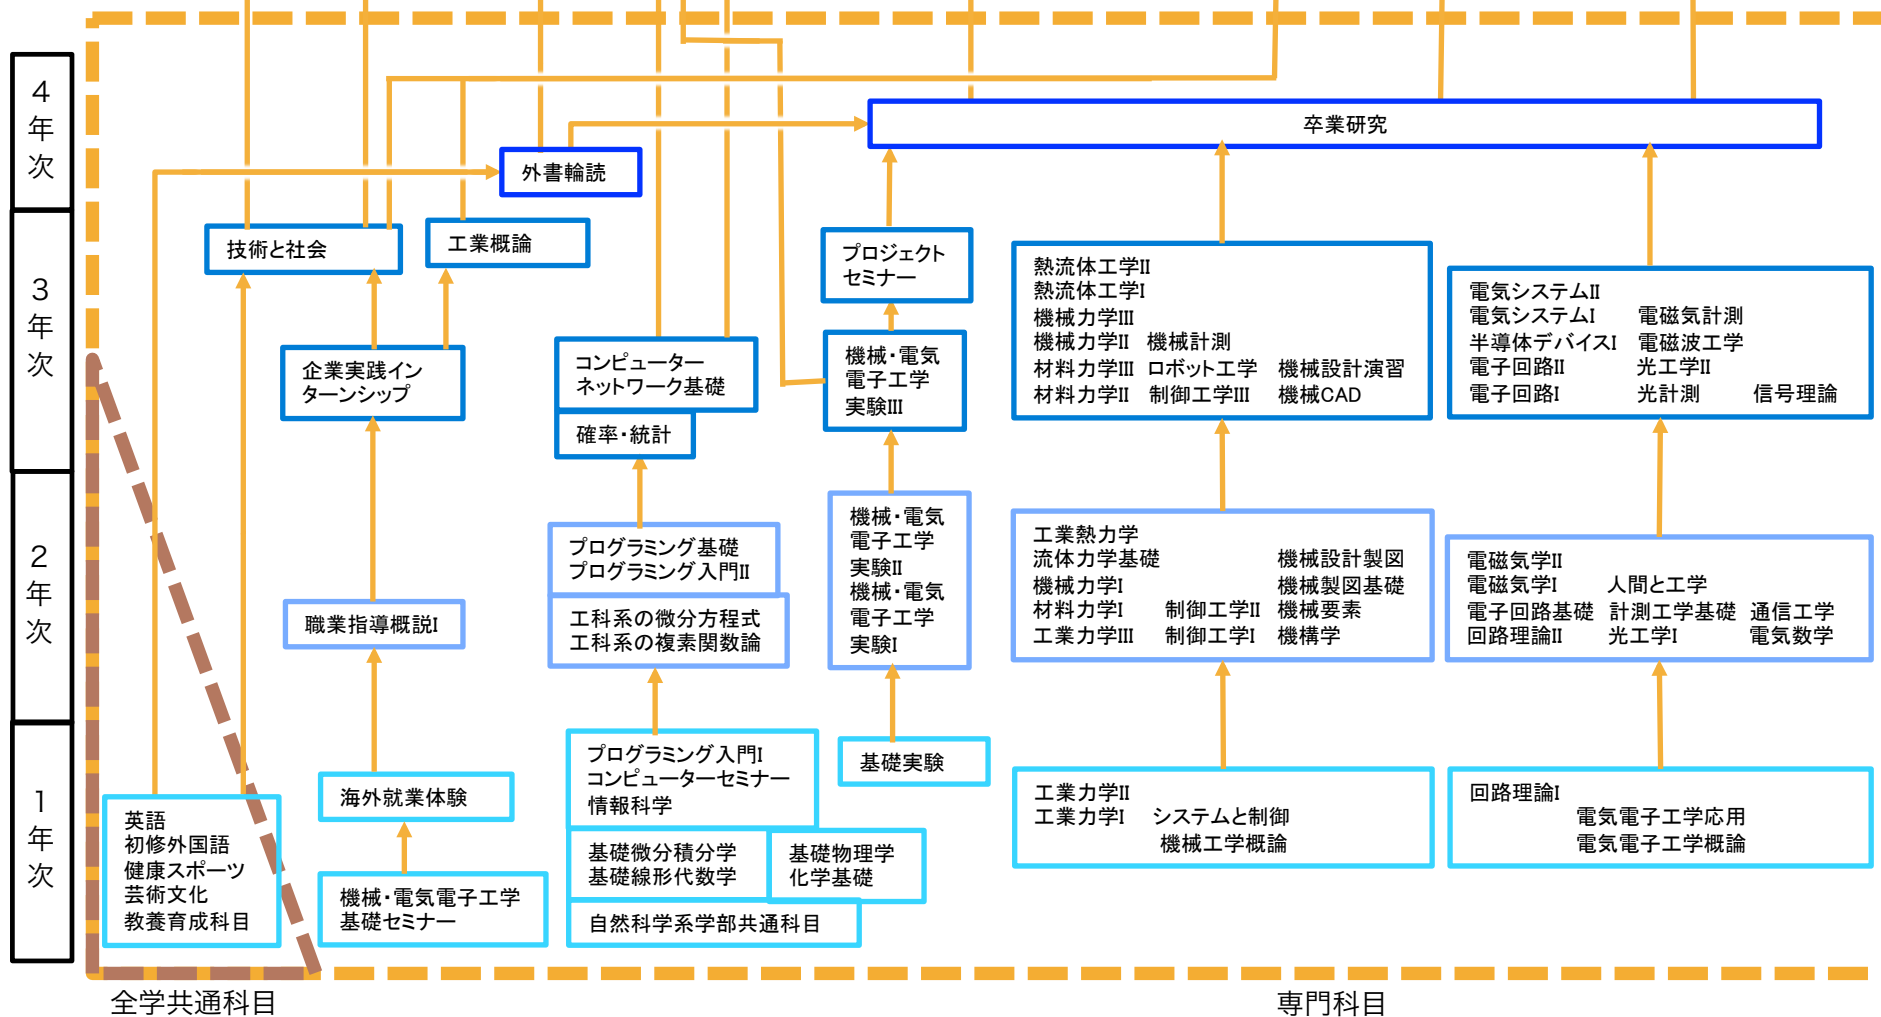 4
年
次
卒業研究
外書輪読
3
年
次
技術と社会
工業概論
企業実践イン
ターンシップ
コンピューター
ネットワーク基礎
確率・統計
プロジェクト
セミナー
機械・電気
電子工学
実験III
熱流体工学II
熱流体工学I
機械力学III
機械力学II 機械計測
材料力学III ロボット工学 機械設計演習
材料力学II 制御工学III 機械CAD
電気システムII
電気システムI 電磁気計測
半導体デバイスI 電磁波工学
電子回路II 光工学II
電子回路I 光計測 信号理論
2
年
次
職業指導概説I
プログラミング基礎
プログラミング入門II
工科系の微分方程式
工科系の複素関数論
機械・電気
電子工学
実験II
機械・電気
電子工学
実験I
工業熱力学
流体力学基礎 機械設計製図
機械力学I 機械製図基礎
材料力学I 制御工学II 機械要素
工業力学III 制御工学I 機構学
電磁気学II
電磁気学I 人間と工学
電子回路基礎 計測工学基礎 通信工学
回路理論II 光工学I 電気数学
1
年
次
英語
初修外国語
健康スポーツ
芸術文化
教養育成科目
海外就業体験
機械・電気電子工学
基礎セミナー
プログラミング入門I
コンピューターセミナー
情報科学
基礎微分積分学
基礎線形代数学
基礎物理学
化学基礎
自然科学系学部共通科目
基礎実験
工業力学II
工業力学I システムと制御
機械工学概論
回路理論I
電気電子工学応用
電気電子工学概論
全学共通科目
専門科目